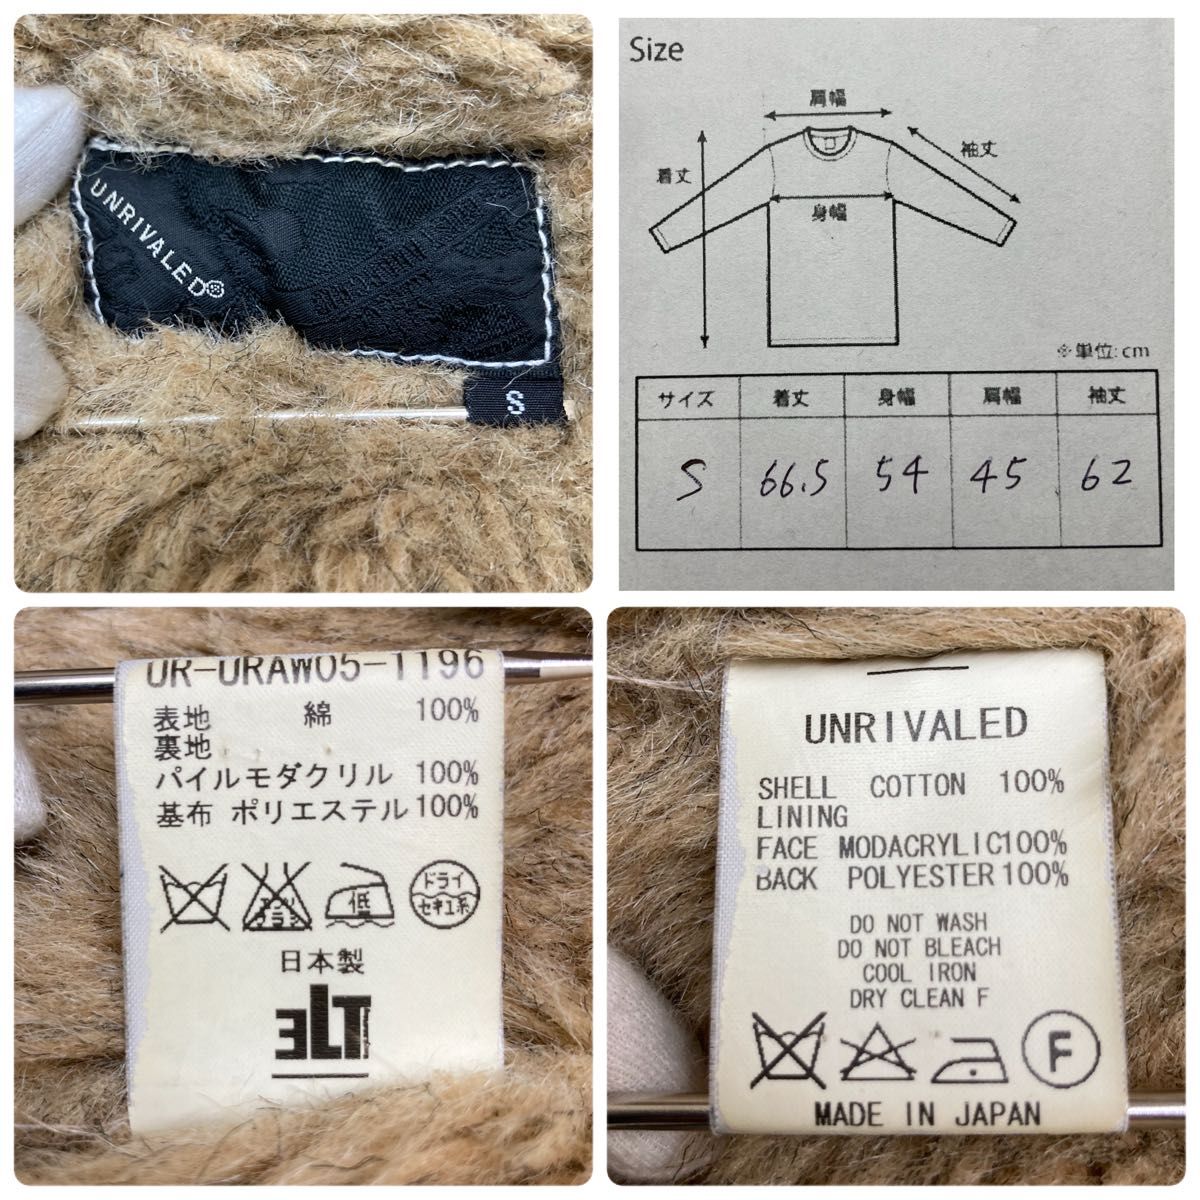 UNRIVALED
S
Size
肩幅
袖丈
着丈
身幅
※単位: cm
サイズ 着丈 身幅 肩幅 袖丈
S 66.5 54 45 62
UR-URAW05-1196
表地 綿 100%
裏地
パイルモダクリル 100%
基布 ポリエステル 100%
低
ドライ
セキユ系
日本製
ELT
UNRIVALED
SHELL COTTON 100%
LINING
FACE MODACRYLIC100%
BACK POLYESTER 100%
DO NOT WASH
DO NOT BLEACH
COOL IRON
DRY CLEAN F
F
MADE IN JAPAN